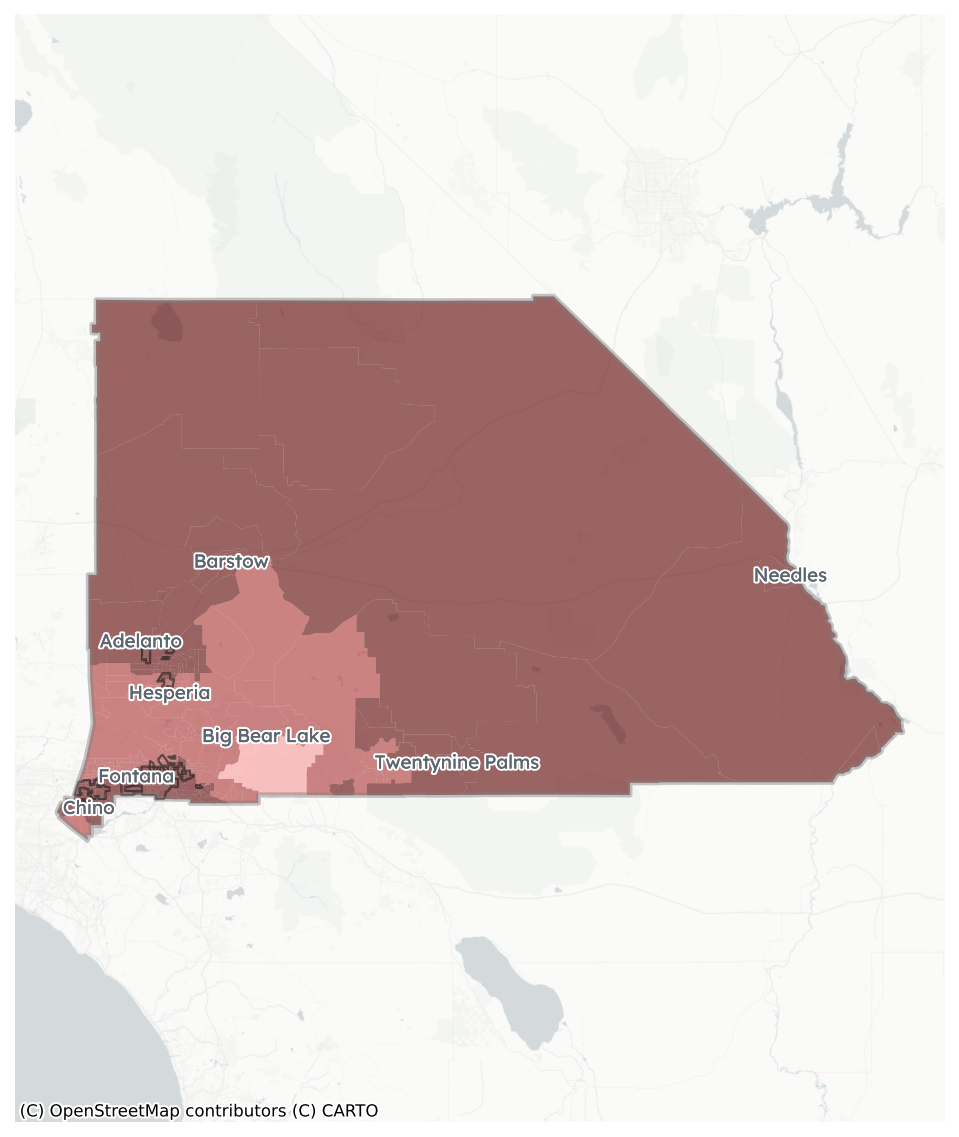 Barstow
Needles
Adelanto
Hesperia
Big Bear Lake
Twentynine Palms
Fontana
Chino
(C) OpenStreetMap contributors (C) CARTO